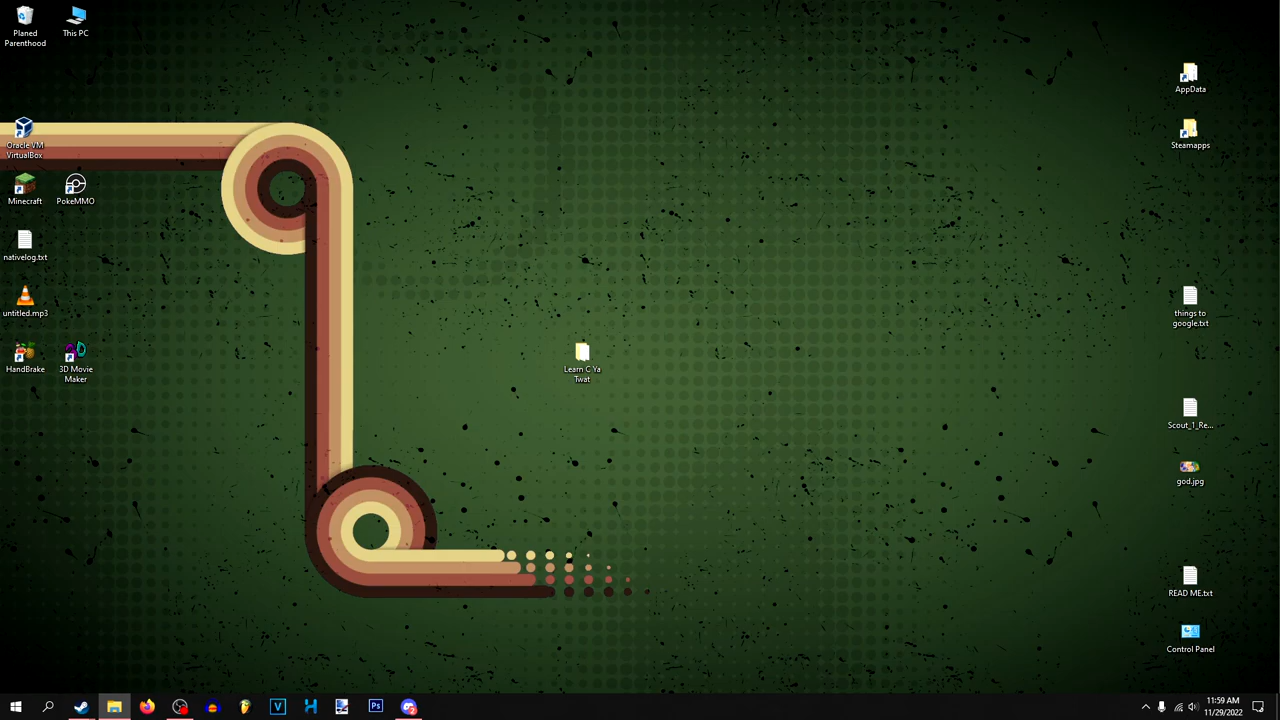 Planed
Parenthood
This PC
AppData
Steamapps
Oracle VM
VirtualBox
Minecraft
PokeMMO
nativelog.txt
untitled.mp3
HandBrake
3D Movie
Maker
Learn C Ya
Twat
things to
google.txt
Scout_1_Re...
god.jpg
READ ME.txt
Control Panel
V
Ps
11:59 AM
11/29/2022